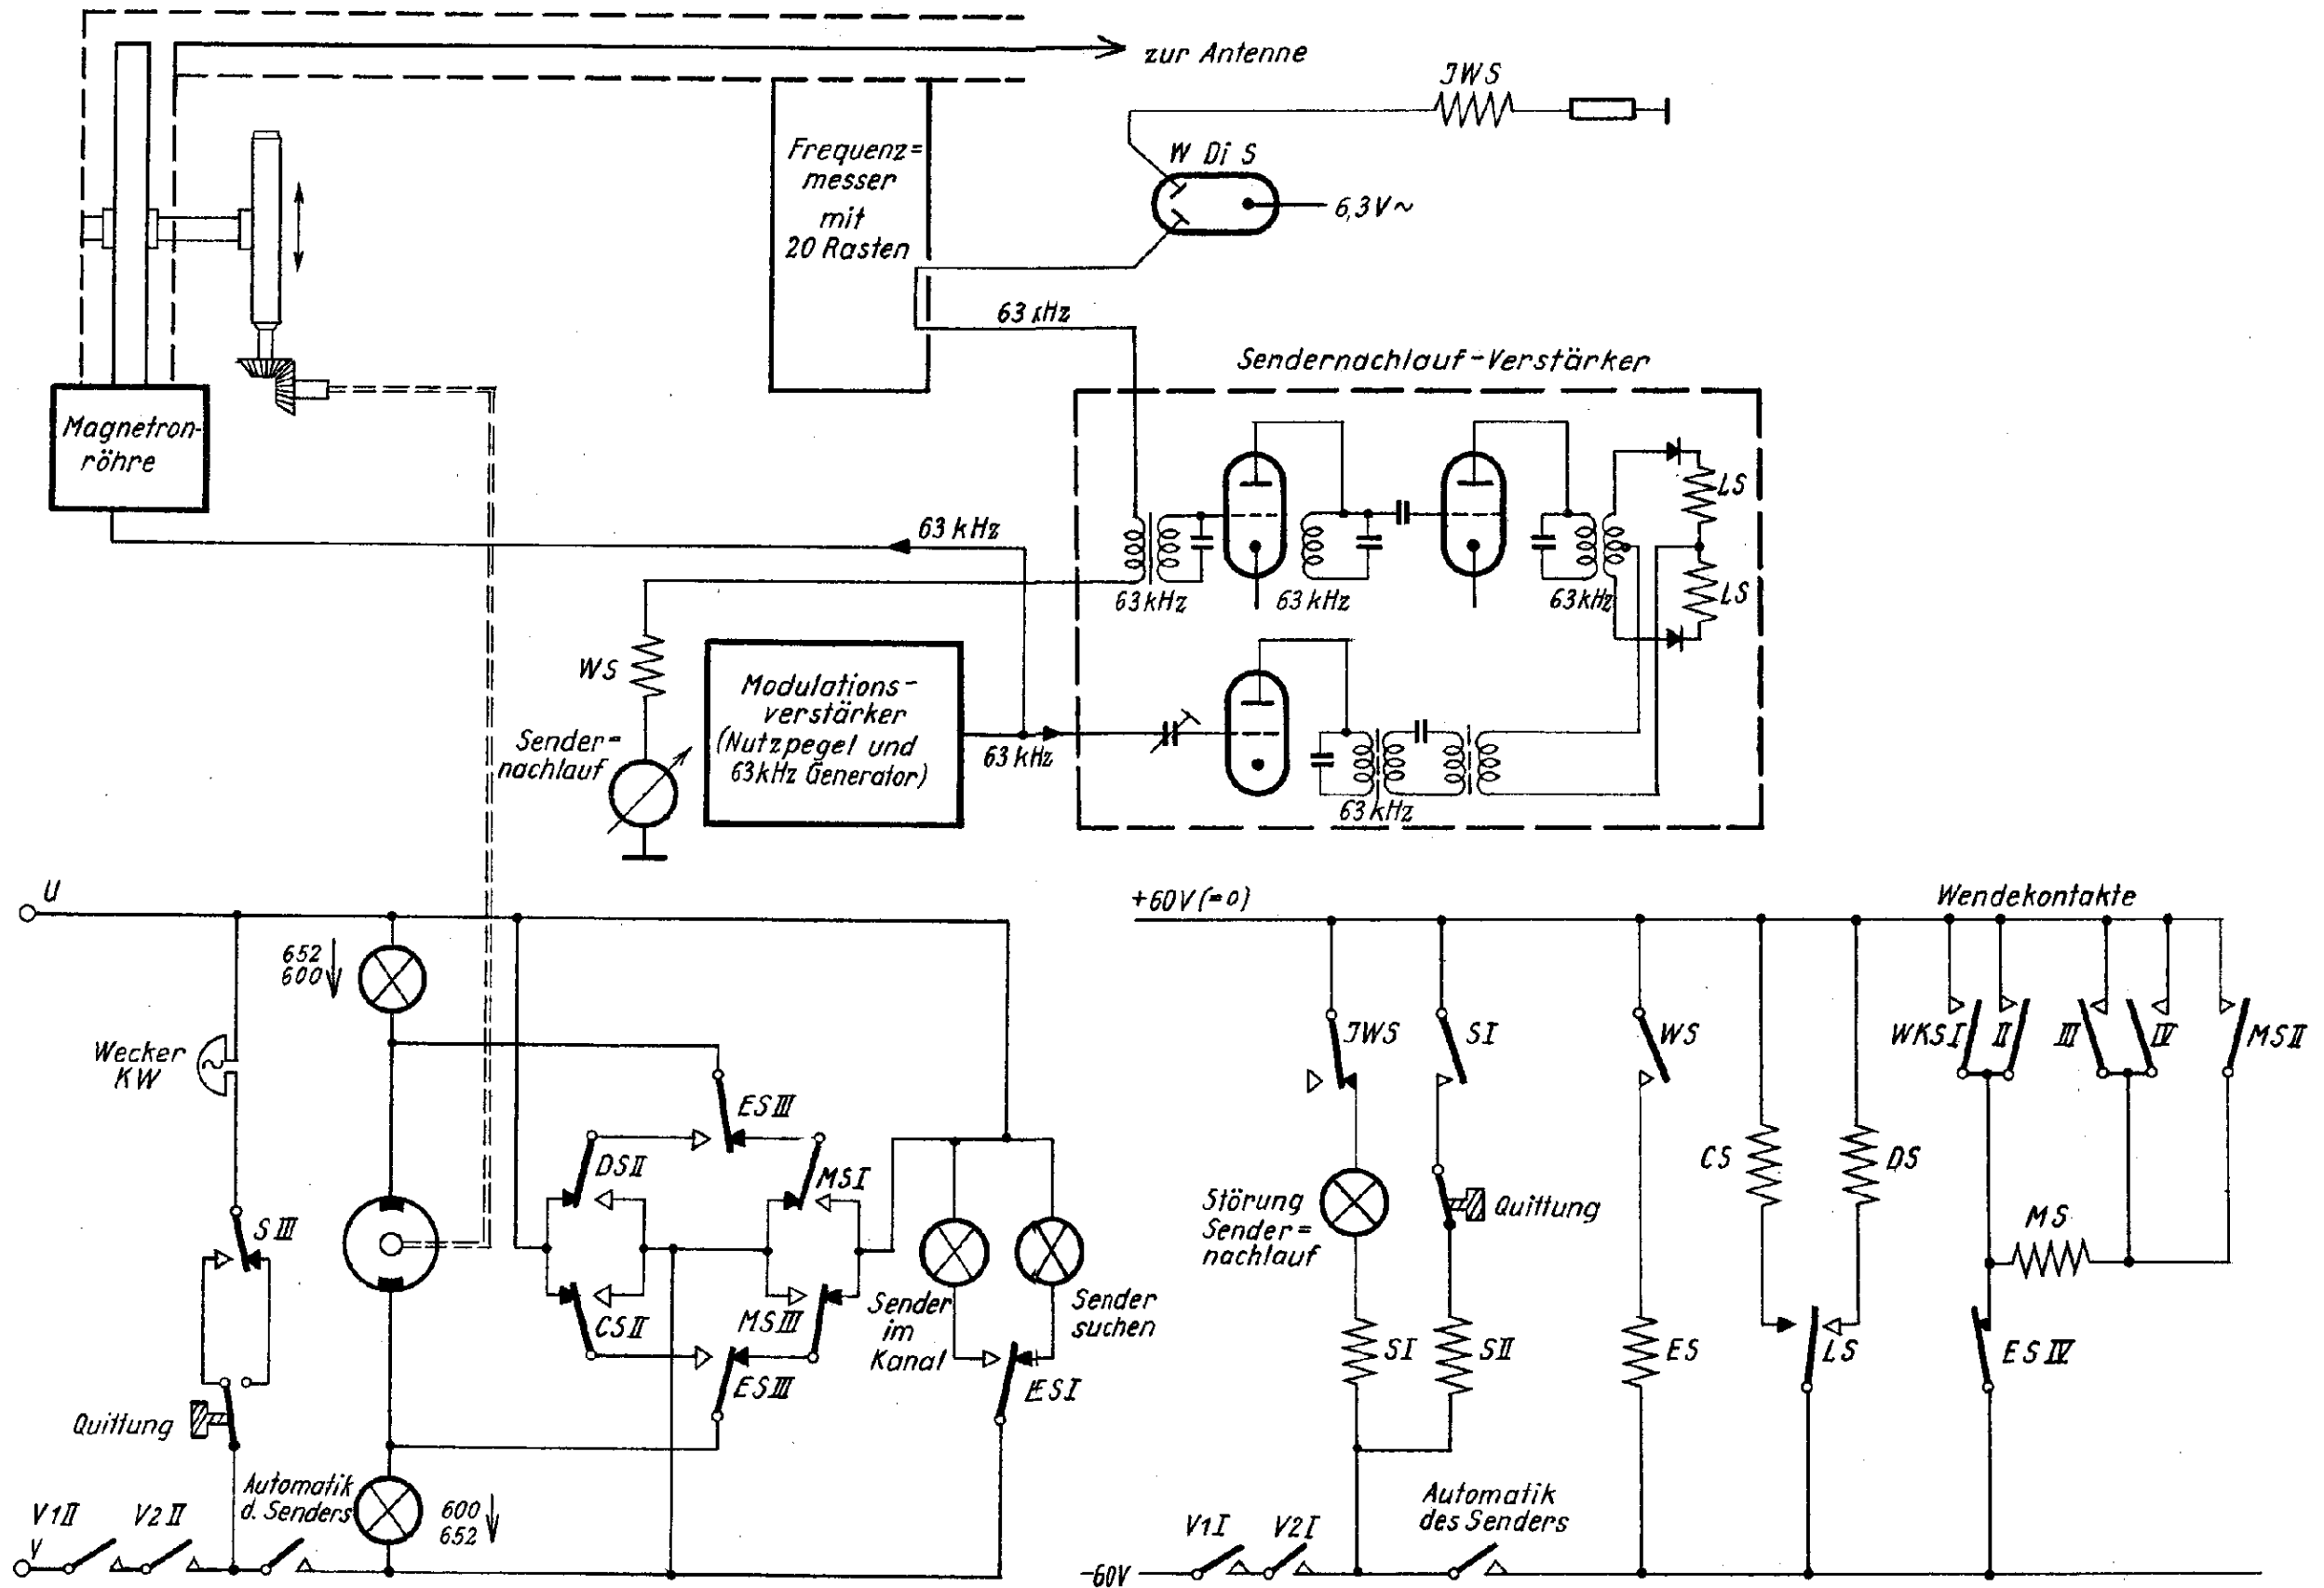 zur Antenne
JWS
Frequenz=
messer
mit
20 Rasten
W Di S
6,3V~
63 kHz
Sendernachlauf-Verstärker
Magnetron-
röhre
LS
63 kHz
63 kHz
63 kHz
63 kHz
LS
WS
Modulations-
verstärker
(Nutzpegel und
63kHz Generator)
Sender=
nachlauf
63 kHz
63 kHz
U
+60V (=0)
Wendekontakte
652
600
Wecker
KW
ES III
DS II
MS I
S III
CS II
MS III
ES III
Sender
im
Kanal
Sender
suchen
ES I
Quittung
Automatik
d. Senders
600
652
V1 II
V2 II
V
JWS
S I
WS
WKS I
II
III
IV
MS II
CS
DS
Störung
Sender=
nachlauf
Quittung
MS
S I
S II
ES
LS
ES IV
Automatik
des Senders
V1 I
V2 I
-60V